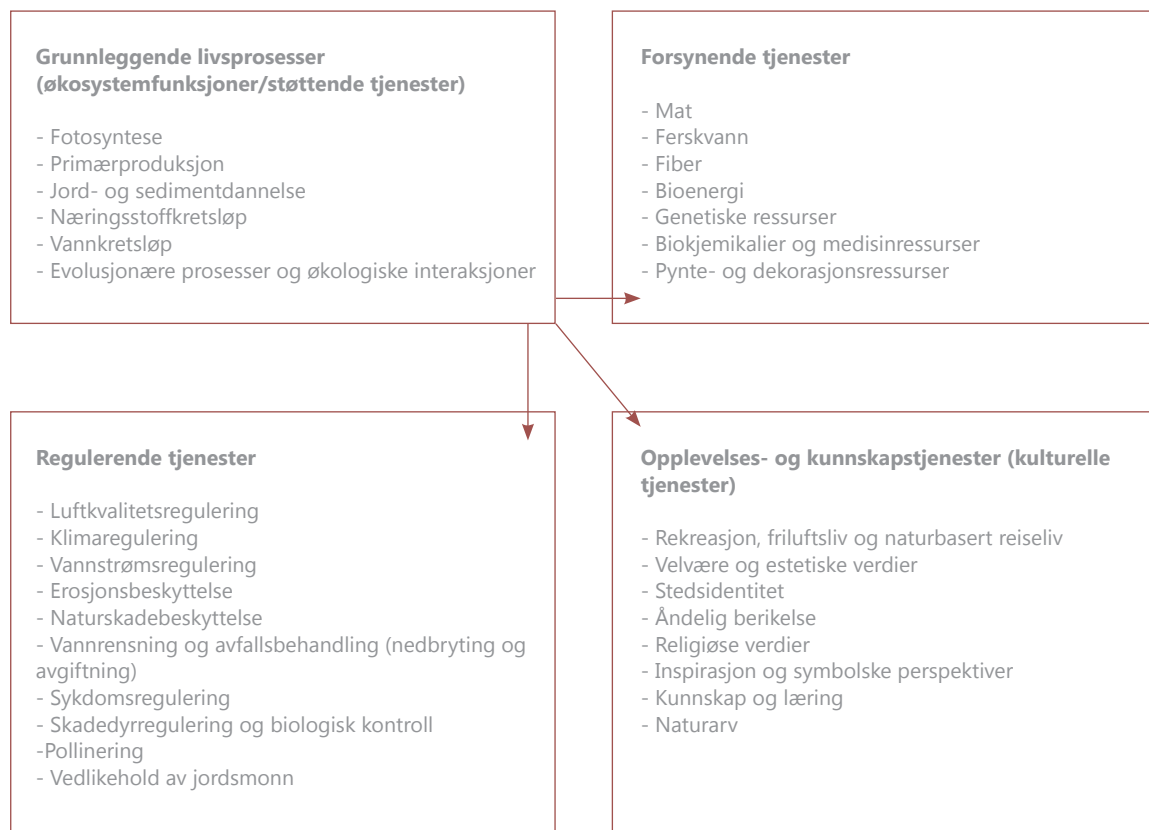 Grunnleggende livsprosesser
(økosystemfunksjoner/støttende tjenester)
- Fotosyntese
- Primærproduksjon
- Jord- og sedimentdannelse
- Næringsstoffkretsløp
- Vannkretsløp
- Evolusjonære prosesser og økologiske interaksjoner
Forsynende tjenester
- Mat
- Ferskvann
- Fiber
- Bioenergi
- Genetiske ressurser
- Biokjemikalier og medisinressurser
- Pynte- og dekorasjonsressurser
Regulerende tjenester
- Luftkvalitetsregulering
- Klimaregulering
- Vannstrømsregulering
- Erosjonsbeskyttelse
- Naturskadebeskyttelse
- Vannrensning og avfallsbehandling (nedbryting og
avgiftning)
- Sykdomsregulering
- Skadedyrregulering og biologisk kontroll
-Pollinering
- Vedlikehold av jordsmonn
Opplevelses- og kunnskapstjenester (kulturelle
tjenester)
- Rekreasjon, friluftsliv og naturbasert reiseliv
- Velvære og estetiske verdier
- Stedsidentitet
- Åndelig berikelse
- Religiøse verdier
- Inspirasjon og symbolske perspektiver
- Kunnskap og læring
- Naturarv